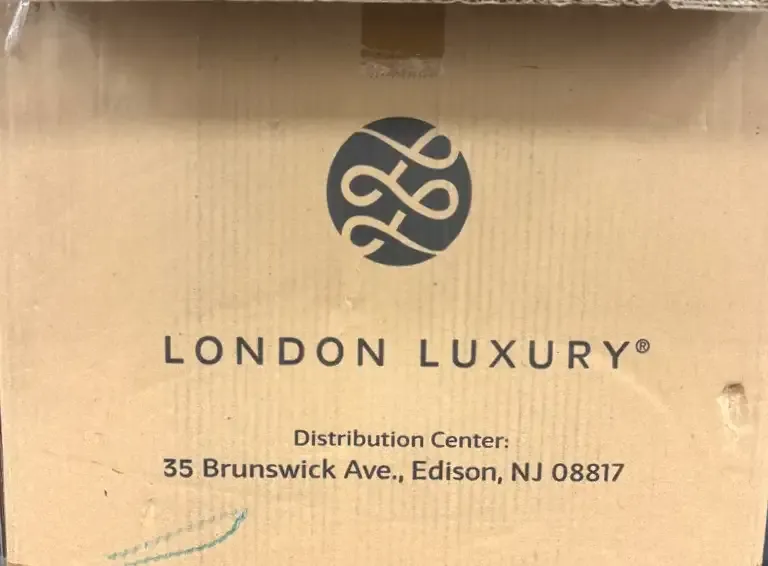 LONDON LUXURY®
Distribution Center:
35 Brunswick Ave., Edison, NJ 08817